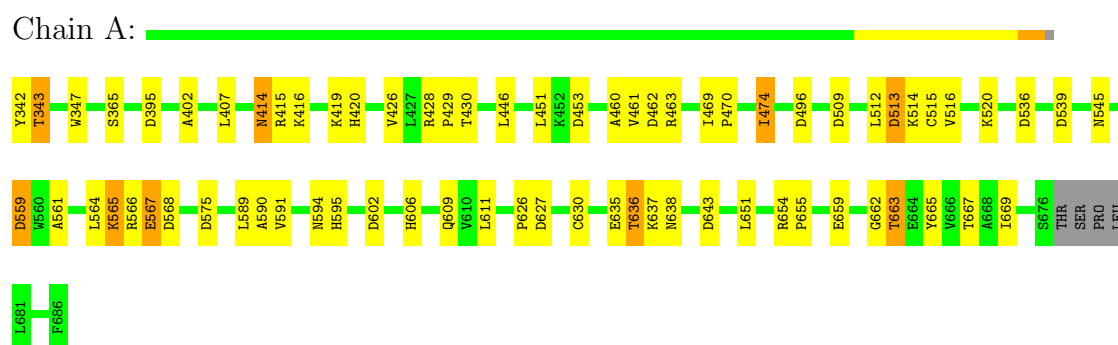 Chain A:
Y342 T343 W347 S365 D395 A402 L407 N414 R415 K416 K419 H420 V426 L427 R428 P429 T430 L446 L451 K452 D453 A460 V461 D462 R463 I469 P470 I474 D496 D509 L512 D513 K514 C515 V516 K520 D536 D539 N545
D559 W560 A561 L564 K565 R566 E567 D568 D575 L589 A590 V591 N594 H595 D602 H606 Q609 V610 L611 P626 D627 C630 E635 T636 K637 N638 D643 L651 R654 P655 E659 G662 T663 E664 Y665 V666 T667 A668 I669 S676 THR SER PRO LEU
L681 F686